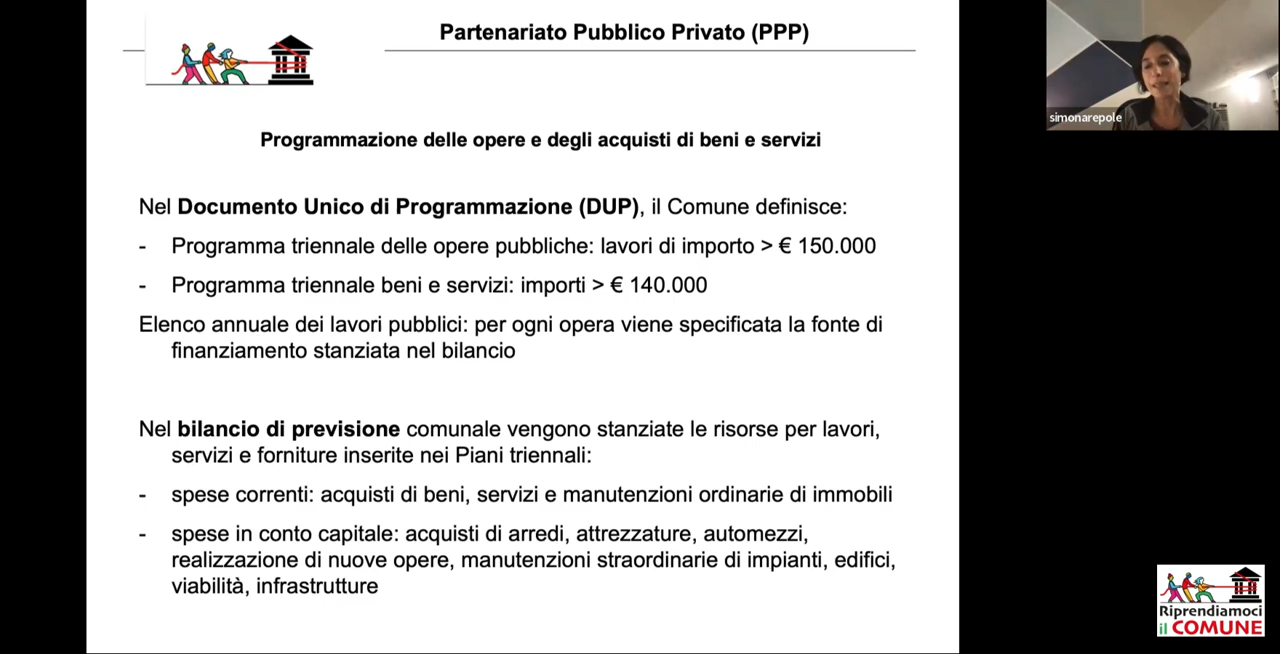 Partenariato Pubblico Privato (PPP)
simonarepole
Programmazione delle opere e degli acquisti di beni e servizi
Nel Documento Unico di Programmazione (DUP), il Comune definisce:
- Programma triennale delle opere pubbliche: lavori di importo > € 150.000
- Programma triennale beni e servizi: importi > € 140.000
Elenco annuale dei lavori pubblici: per ogni opera viene specificata la fonte di
finanziamento stanziata nel bilancio
Nel bilancio di previsione comunale vengono stanziate le risorse per lavori,
servizi e forniture inserite nei Piani triennali:
- spese correnti: acquisti di beni, servizi e manutenzioni ordinarie di immobili
- spese in conto capitale: acquisti di arredi, attrezzature, automezzi,
realizzazione di nuove opere, manutenzioni straordinarie di impianti, edifici,
viabilità, infrastrutture
Riprendiamoci
il COMUNE